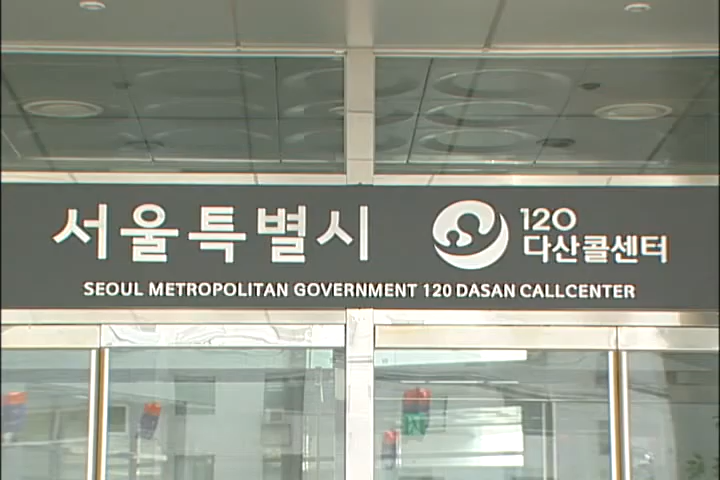 서울특별시
120
다산콜센터
SEOUL METROPOLITAN GOVERNMENT 120 DASAN CALLCENTER